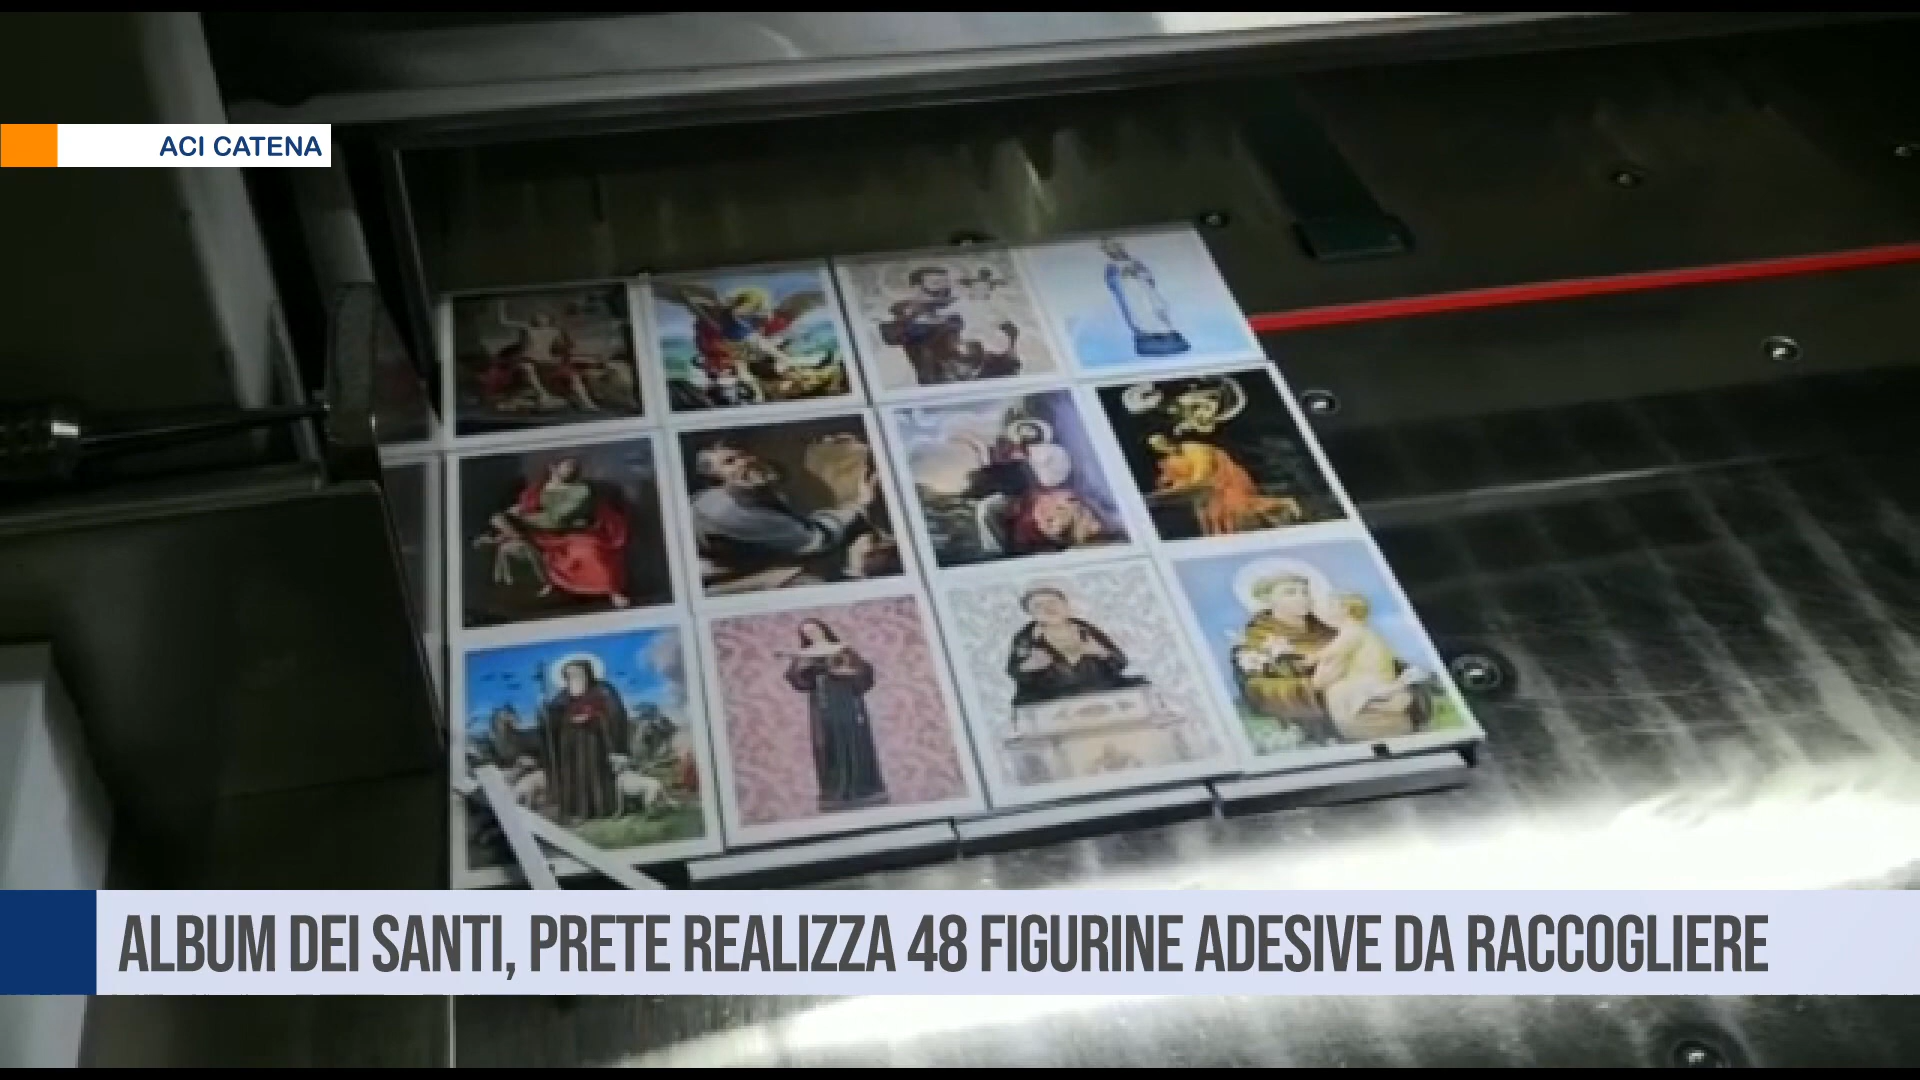 ACI CATENA
ALBUM DEI SANTI, PRETE REALIZZA 48 FIGURINE ADESIVE DA RACCOGLIERE